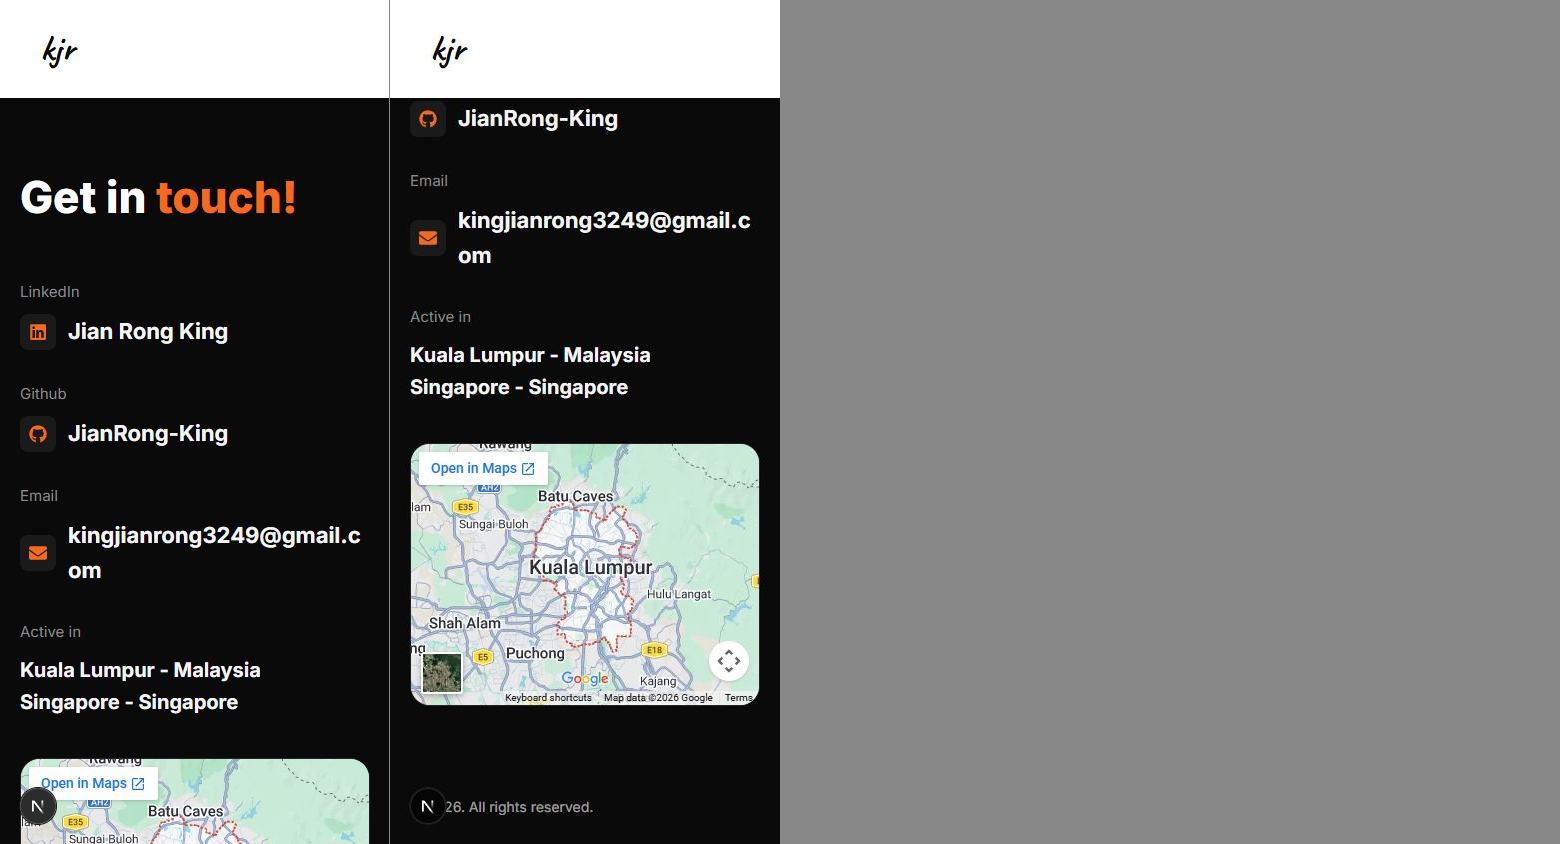 kjr
Get in touch!
LinkedIn
Jian Rong King
Github
JianRong-King
Email
kingjianrong3249@gmail.c
om
Active in
Kuala Lumpur - Malaysia
Singapore - Singapore
Rawang
Open in Maps
AH2
Batu Caves
E35
Sungai Buloh
N
kjr
JianRong-King
Email
kingjianrong3249@gmail.c
om
Active in
Kuala Lumpur - Malaysia
Singapore - Singapore
Rawang
Open in Maps
AH2
Batu Caves
E35
lam
Sungai Buloh
Kuala Lumpur
Hulu Langat
Shah Alam
ng
E5
Puchong
E18
Google
Kajang
Keyboard shortcuts Map data ©2026 Google Terms
N
26. All rights reserved.